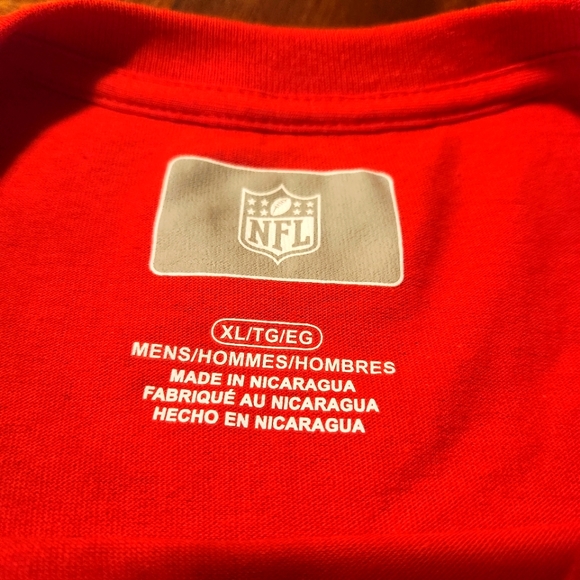 NFL
XL/TG/EG
MENS/HOMMES/HOMBRES
MADE IN NICARAGUA
FABRIQUÉ AU NICARAGUA
HECHO EN NICARAGUA